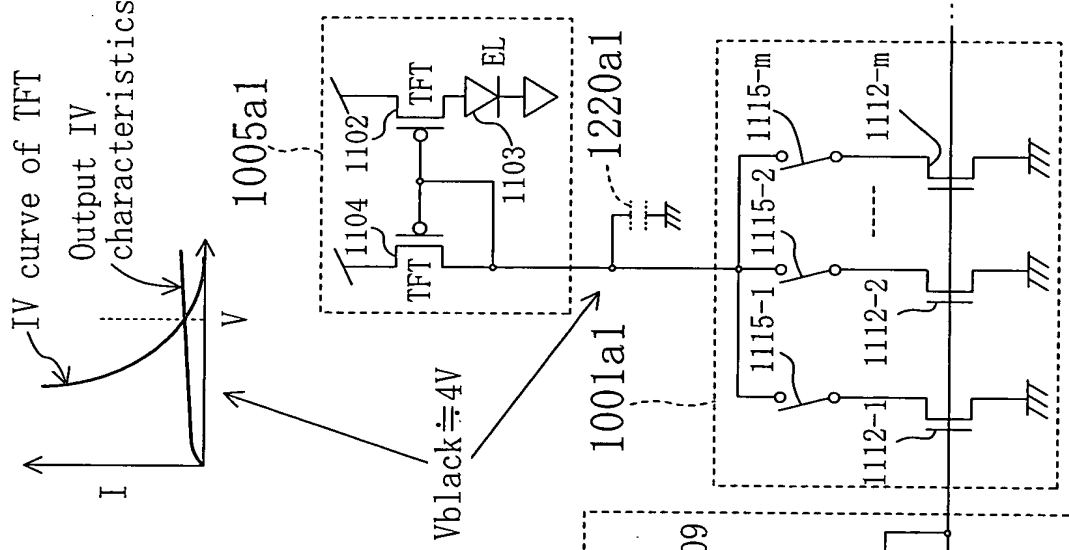 IV curve of TFT
Output IV
characteristics
I
V
Vblack≒4V
1005a1
1104
TFT
1102
TFT
EL
1103
1220a1
1001a1
1115-1
1115-2
1115-m
1112-1
1112-2
1112-m
09